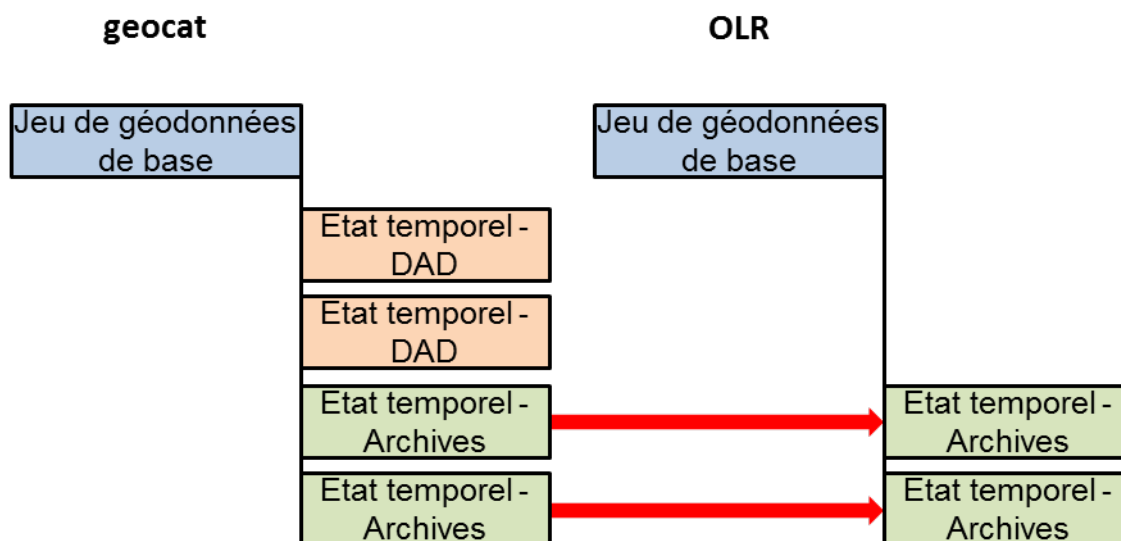 geocat
OLR
Jeu de géodonnées
de base
Jeu de géodonnées
de base
Etat temporel -
DAD
Etat temporel -
DAD
Etat temporel -
Archives
Etat temporel -
Archives
Etat temporel -
Archives
Etat temporel -
Archives